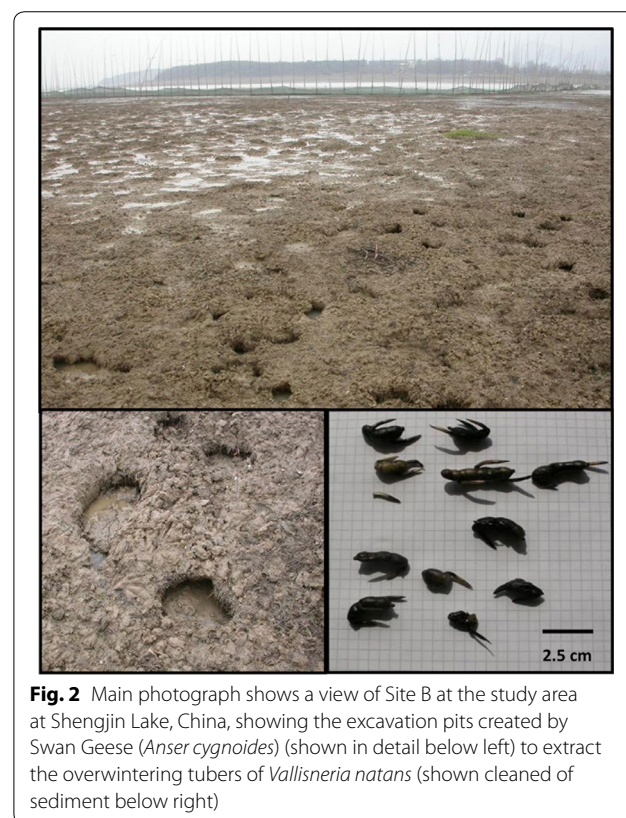 2.5 cm
Fig. 2 Main photograph shows a view of Site B at the study area
at Shengjin Lake, China, showing the excavation pits created by
Swan Geese (Anser cygnoides) (shown in detail below left) to extract
the overwintering tubers of Vallisneria natans (shown cleaned of
sediment below right)